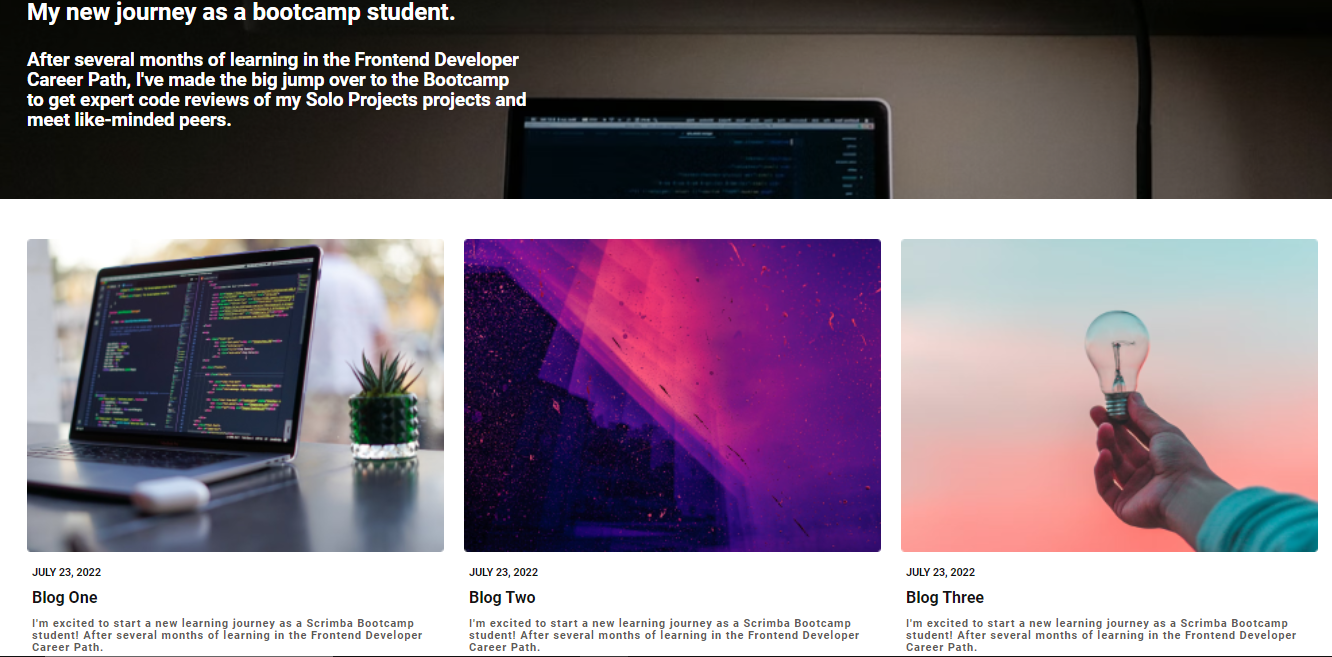 My new journey as a bootcamp student.
After several months of learning in the Frontend Developer
Career Path, I've made the big jump over to the Bootcamp
to get expert code reviews of my Solo Projects projects and
meet like-minded peers.
JULY 23, 2022
Blog One
I'm excited to start a new learning journey as a Scrimba Bootcamp
student! After several months of learning in the Frontend Developer
Career Path.
JULY 23, 2022
Blog Two
I'm excited to start a new learning journey as a Scrimba Bootcamp
student! After several months of learning in the Frontend Developer
Career Path.
JULY 23, 2022
Blog Three
I'm excited to start a new learning journey as a Scrimba Bootcamp
student! After several months of learning in the Frontend Developer
Career Path.